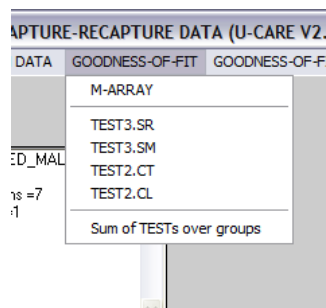 APTURE-RECAPTURE DATA (U-CARE V2.
DATA GOODNESS-OF-FIT GOODNESS-OF-F
M-ARRAY
TEST3.SR
TEST3.SM
ED_MAL
TEST2.CT
ns =7
TEST2.CL
=1
Sum of TESTs over groups